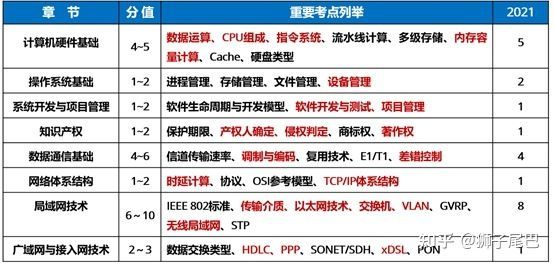 章 节 分 值 重要考点列举 2021
计算机硬件基础 4~5 数据运算、CPU组成、指令系统、流水线计算、多级存储、内存容量计算、Cache、硬盘类型 5
操作系统基础 1~2 进程管理、存储管理、文件管理、设备管理 2
系统开发与项目管理 1~2 软件生命周期与开发模型、软件开发与测试、项目管理 1
知识产权 1~2 保护期限、产权人确定、侵权判定、商标权、著作权 1
数据通信基础 4~6 信道传输速率、调制与编码、复用技术、E1/T1、差错控制 4
网络体系结构 1~2 时延计算、协议、OSI参考模型、TCP/IP体系结构 1
局域网技术 6~10 IEEE 802标准、传输介质、以太网技术、交换机、VLAN、GVRP、
无线局域网、STP 8
广域网与接入网技术 2~3 数据交换类型、HDLC、PPP、SONET/SDH、xDSL、PON 1
知乎 @狮子尾巴